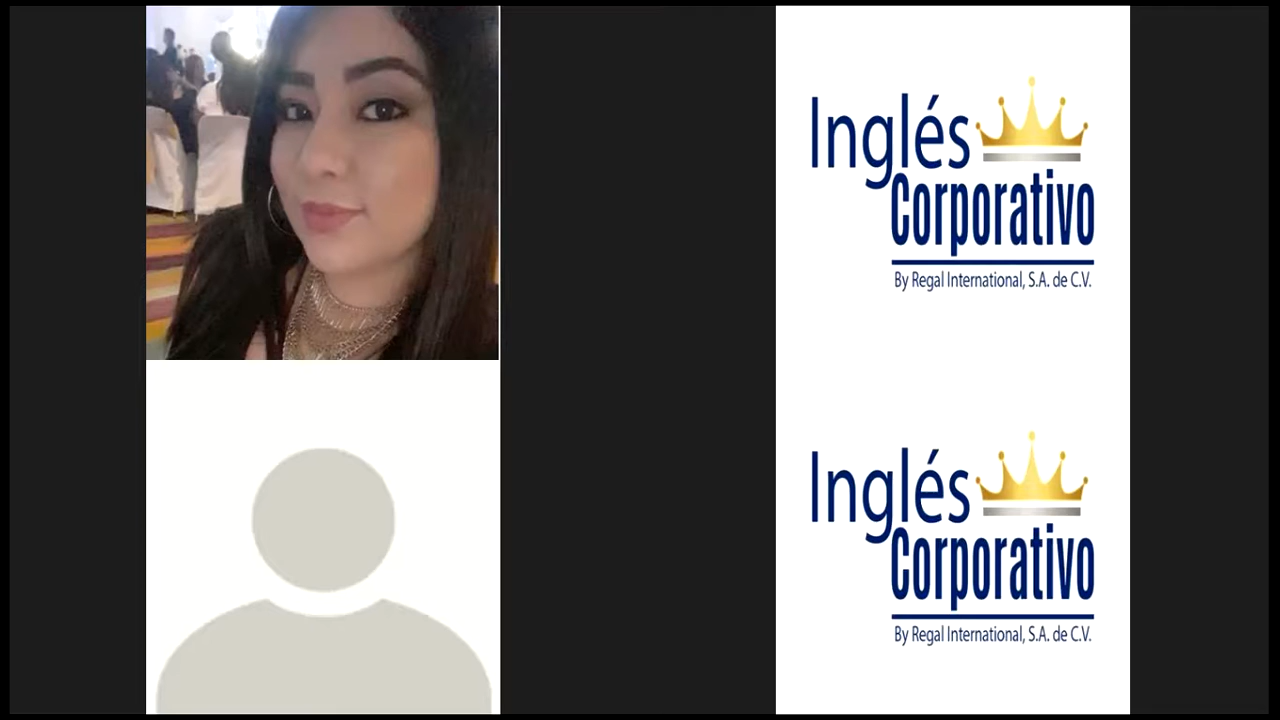 Inglés
Corporativo
By Regal International, S.A. de C.V.
Inglés
Corporativo
By Regal International, S.A. de C.V.